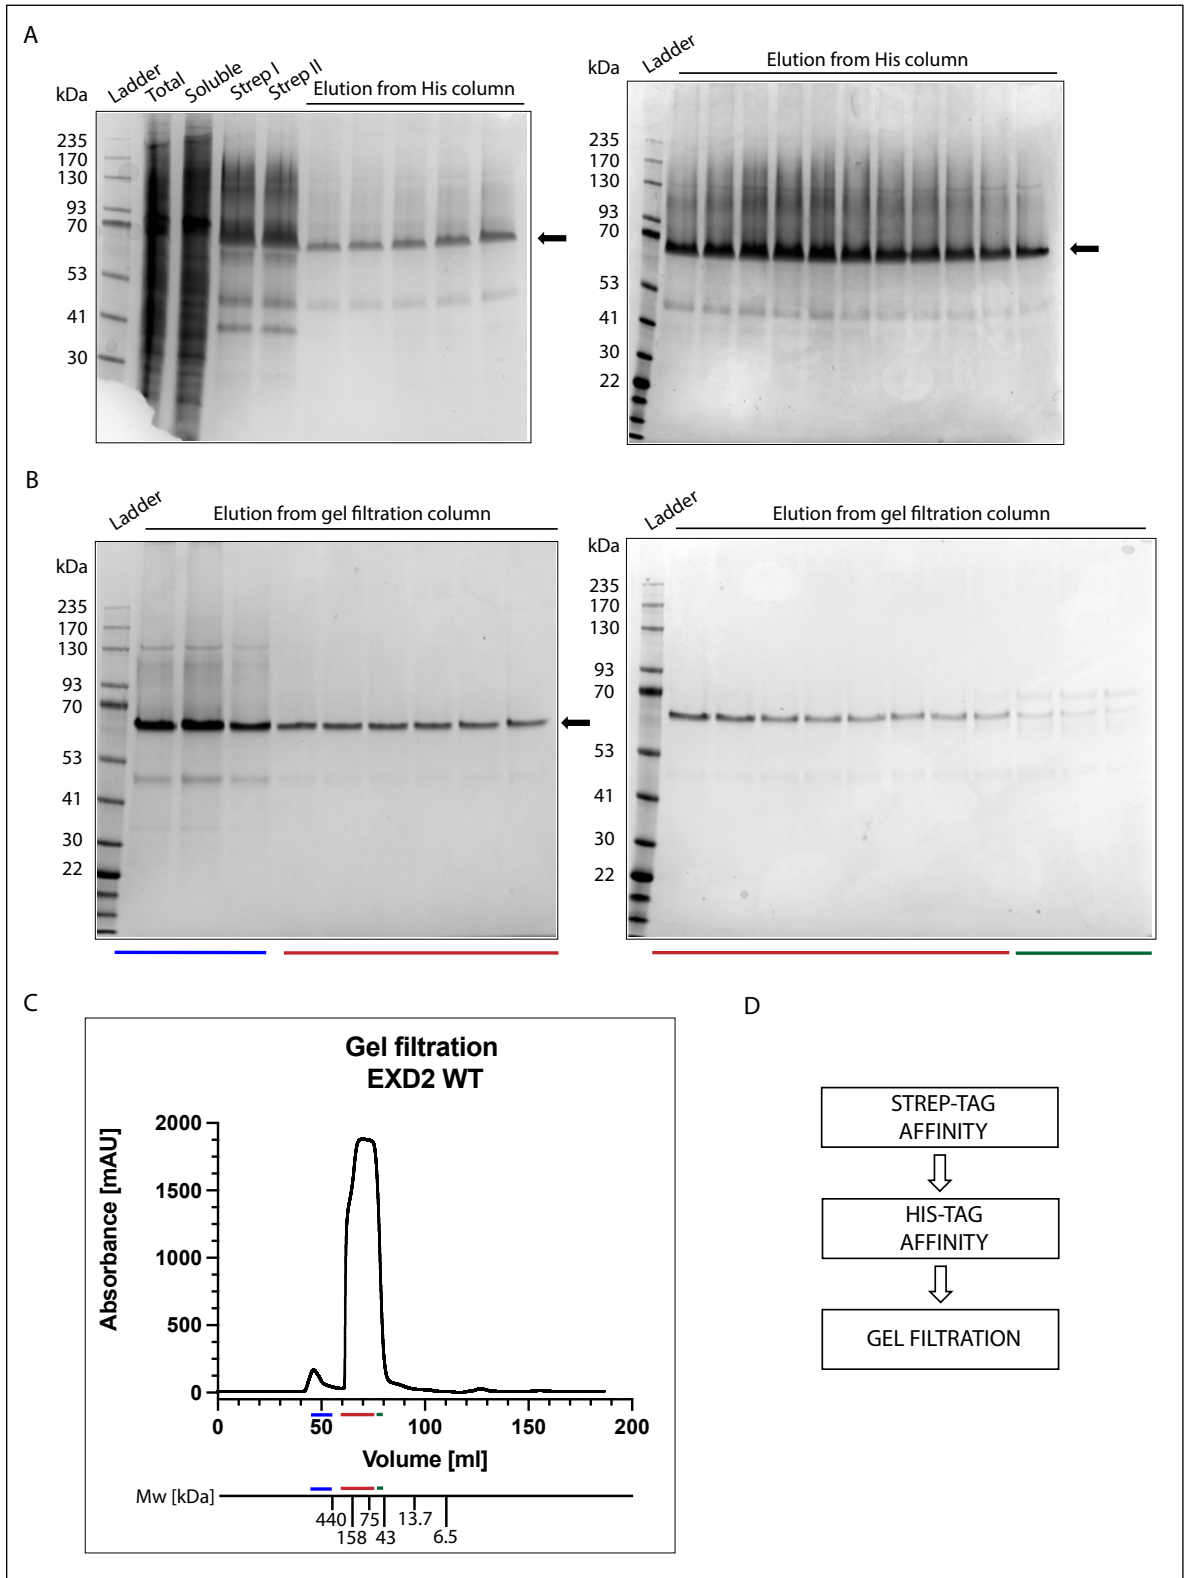 A
kDa
Ladder
Total
Soluble
Strep I
Strep II
Elution from His column
235
170
130
93
70
53
41
30
kDa
Ladder
Elution from His column
235
170
130
93
70
53
41
30
22
B
kDa
Ladder
Elution from gel filtration column
235
170
130
93
70
53
41
30
22
kDa
Ladder
Elution from gel filtration column
235
170
130
93
70
53
41
30
22
C
Gel filtration
EXD2 WT
Absorbance [mAU]
2000
1500
1000
500
0
0 50 100 150 200
Volume [ml]
Mw [kDa]
440 75 13.7
158 43 6.5
D
STREP-TAG
AFFINITY
HIS-TAG
AFFINITY
GEL FILTRATION